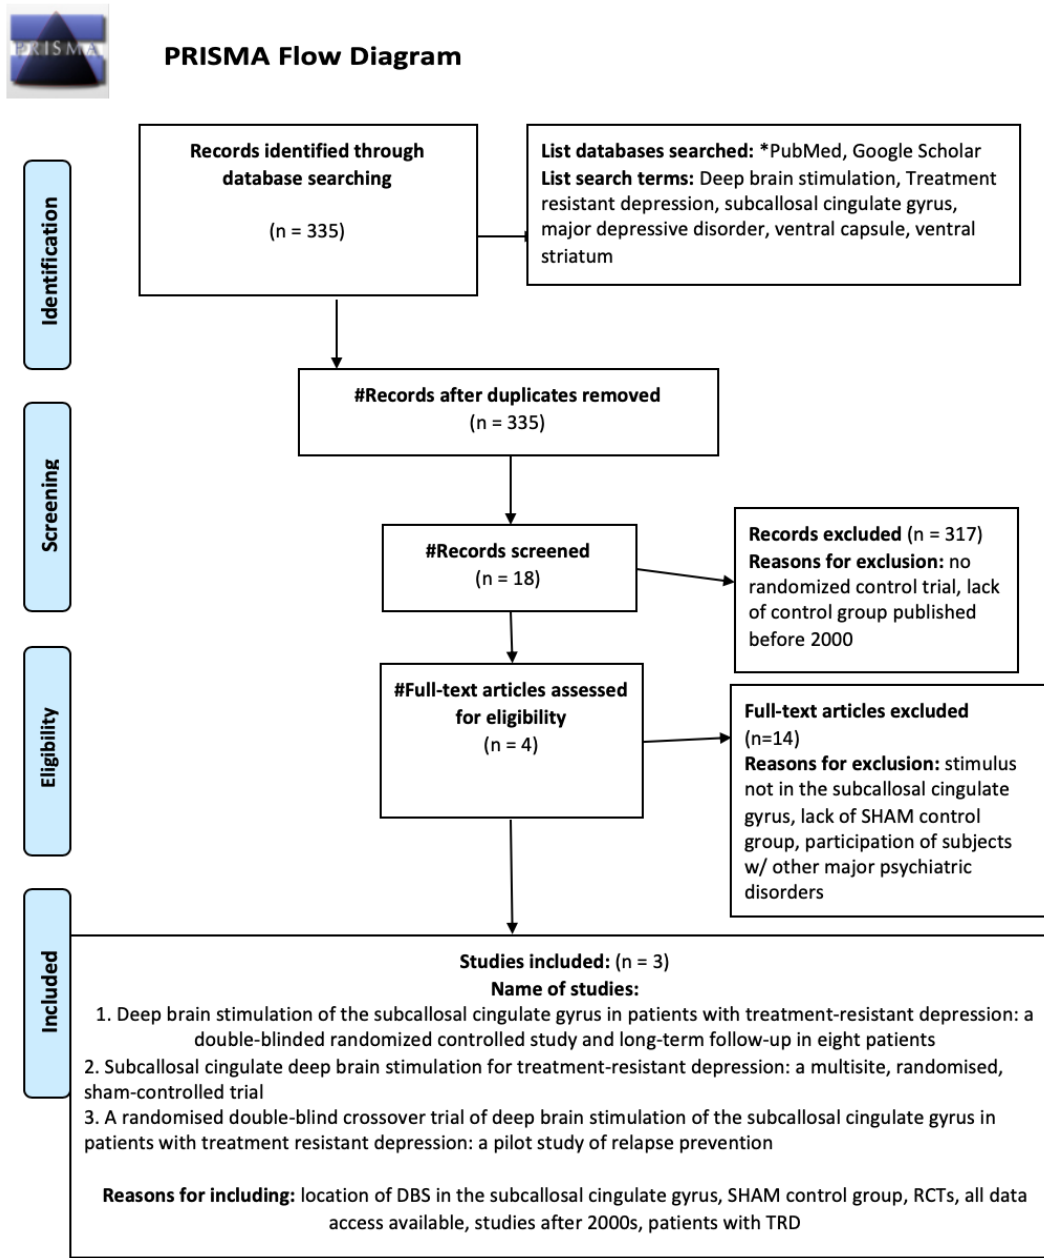 PRISMA
PRISMA Flow Diagram
Identification
Records identified through
database searching
(n = 335)
List databases searched: *PubMed, Google Scholar
List search terms: Deep brain stimulation, Treatment
resistant depression, subcallosal cingulate gyrus,
major depressive disorder, ventral capsule, ventral
striatum
#Records after duplicates removed
(n = 335)
Screening
#Records screened
(n = 18)
Records excluded (n = 317)
Reasons for exclusion: no
randomized control trial, lack
of control group published
before 2000
Eligibility
#Full-text articles assessed
for eligibility
(n = 4)
Full-text articles excluded
(n=14)
Reasons for exclusion: stimulus
not in the subcallosal cingulate
gyrus, lack of SHAM control
group, participation of subjects
w/ other major psychiatric
disorders
Included
Studies included: (n = 3)
Name of studies:
1. Deep brain stimulation of the subcallosal cingulate gyrus in patients with treatment-resistant depression: a
double-blinded randomized controlled study and long-term follow-up in eight patients
2. Subcallosal cingulate deep brain stimulation for treatment-resistant depression: a multisite, randomised,
sham-controlled trial
3. A randomised double-blind crossover trial of deep brain stimulation of the subcallosal cingulate gyrus in
patients with treatment resistant depression: a pilot study of relapse prevention
Reasons for including: location of DBS in the subcallosal cingulate gyrus, SHAM control group, RCTs, all data
access available, studies after 2000s, patients with TRD